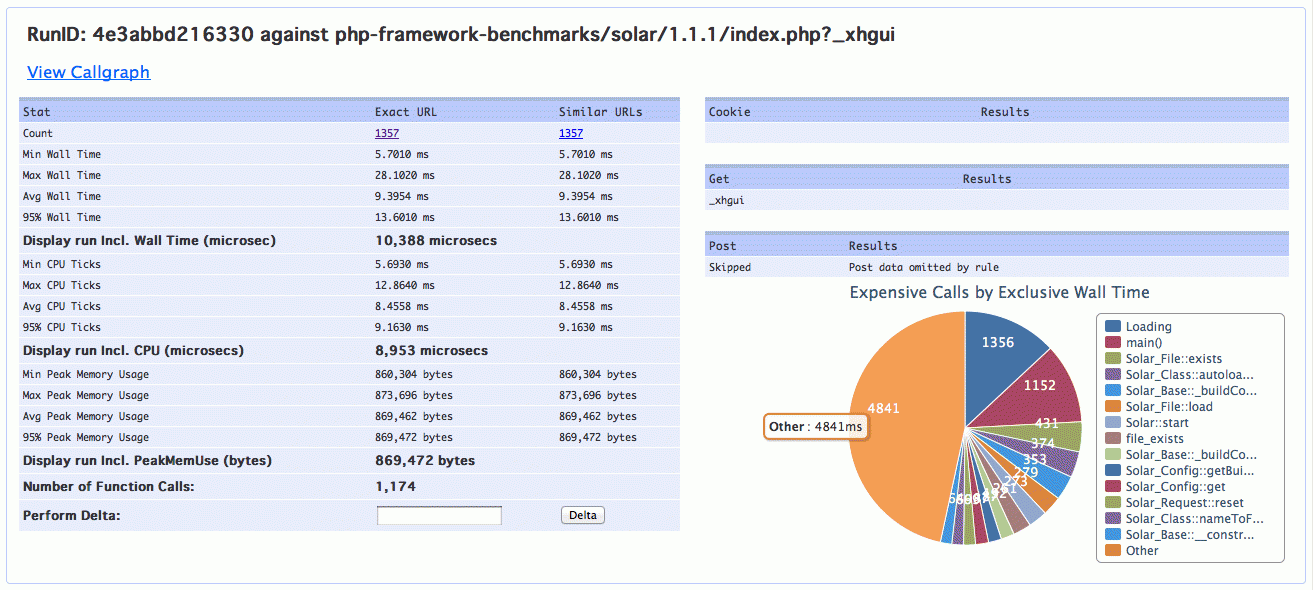 RunID: 4e3abbd216330 against php-framework-benchmarks/solar/1.1.1/index.php?_xhgui
View Callgraph
Stat Exact URL Similar URLs
Count 1357 1357
Min Wall Time 5.7010 ms 5.7010 ms
Max Wall Time 28.1020 ms 28.1020 ms
Avg Wall Time 9.3954 ms 9.3954 ms
95% Wall Time 13.6010 ms 13.6010 ms
Display run Incl. Wall Time (microsec) 10,388 microsecs
Min CPU Ticks 5.6930 ms 5.6930 ms
Max CPU Ticks 12.8640 ms 12.8640 ms
Avg CPU Ticks 8.4558 ms 8.4558 ms
95% CPU Ticks 9.1630 ms 9.1630 ms
Display run Incl. CPU (microsecs) 8,953 microsecs
Min Peak Memory Usage 860,304 bytes 860,304 bytes
Max Peak Memory Usage 873,696 bytes 873,696 bytes
Avg Peak Memory Usage 869,462 bytes 869,462 bytes
95% Peak Memory Usage 869,472 bytes 869,472 bytes
Display run Incl. PeakMemUse (bytes) 869,472 bytes
Number of Function Calls: 1,174
Perform Delta: Delta
Cookie Results
Get Results
_xhgui
Post Results
Skipped Post data omitted by rule
Expensive Calls by Exclusive Wall Time
1356
1152
431
374
353
279
273
261
4841
Other : 4841ms
Loading
main()
Solar_File::exists
Solar_Class::autoloa...
Solar_Base::_buildCo...
Solar_File::load
Solar::start
file_exists
Solar_Base::_buildCo...
Solar_Config::getBui...
Solar_Config::get
Solar_Request::reset
Solar_Class::nameToF...
Solar_Base::__constr...
Other